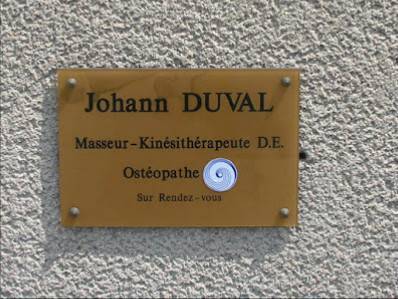 Johann DUVAL
Masseur-Kinésithérapeute D.E.
Ostéopathe
Sur Rendez-vous